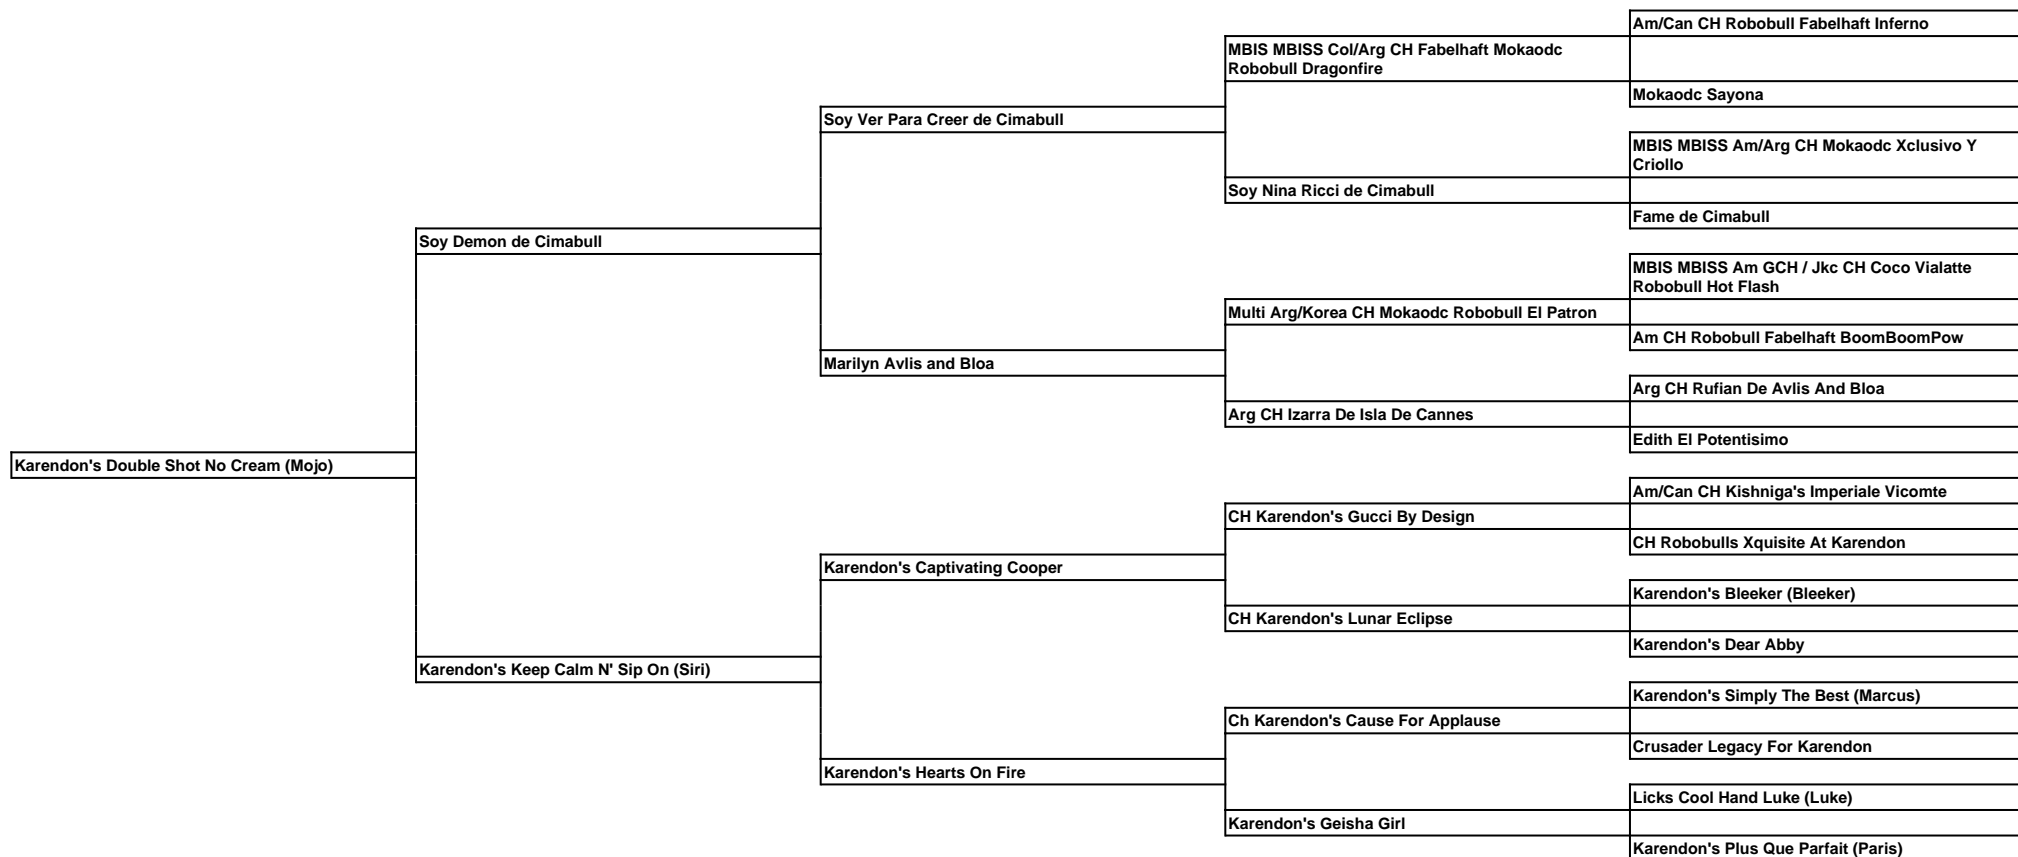 Am/Can CH Robobull Fabelhaft Inferno
MBIS MBISS Col/Arg CH Fabelhaft Mokaodc
Robobull Dragonfire
Mokaodc Sayona
Soy Ver Para Creer de Cimabull
MBIS MBISS Am/Arg CH Mokaodc Xclusivo Y
Criollo
Soy Nina Ricci de Cimabull
Fame de Cimabull
Soy Demon de Cimabull
MBIS MBISS Am GCH / Jkc CH Coco Vialatte
Robobull Hot Flash
Multi Arg/Korea CH Mokaodc Robobull El Patron
Am CH Robobull Fabelhaft BoomBoomPow
Marilyn Avlis and Bloa
Arg CH Rufian De Avlis And Bloa
Arg CH Izarra De Isla De Cannes
Edith El Potentisimo
Karendon's Double Shot No Cream (Mojo)
Am/Can CH Kishniga's Imperiale Vicomte
CH Karendon's Gucci By Design
CH Robobulls Xquisite At Karendon
Karendon's Captivating Cooper
Karendon's Bleeker (Bleeker)
CH Karendon's Lunar Eclipse
Karendon's Dear Abby
Karendon's Keep Calm N' Sip On (Siri)
Karendon's Simply The Best (Marcus)
Ch Karendon's Cause For Applause
Crusader Legacy For Karendon
Karendon's Hearts On Fire
Licks Cool Hand Luke (Luke)
Karendon's Geisha Girl
Karendon's Plus Que Parfait (Paris)